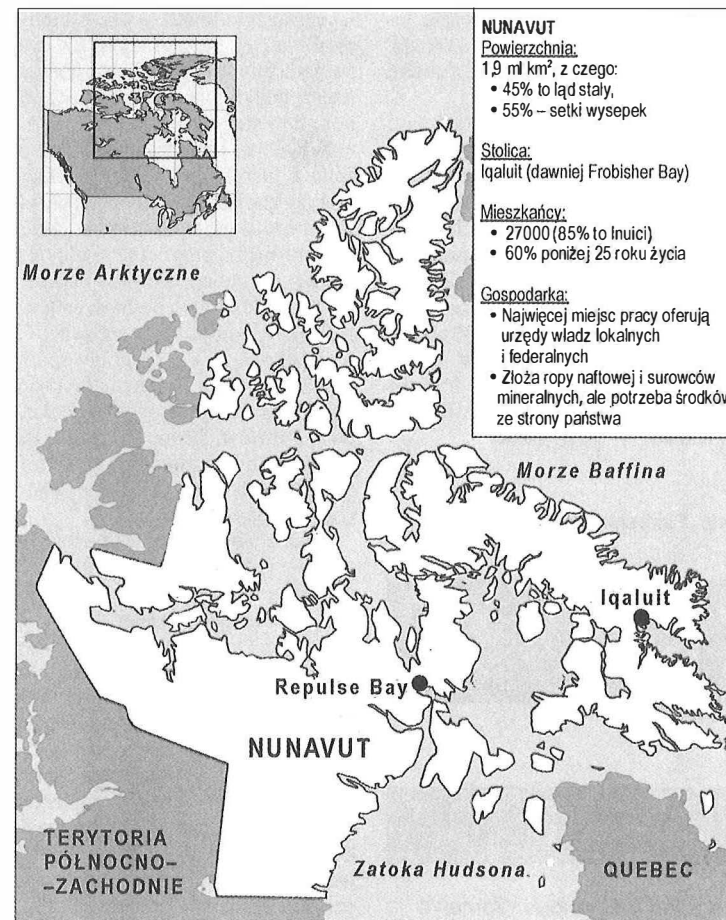 NUNAVUT
Powierzchnia:
1,9 ml km², z czego:
• 45% to ląd stały,
• 55% – setki wysepek
Stolica:
Iqaluit (dawniej Frobisher Bay)
Mieszkańcy:
• 27000 (85% to Inuici)
• 60% poniżej 25 roku życia
Gospodarka:
• Najwięcej miejsc pracy oferują
urzędy władz lokalnych
i federalnych
• Złoża ropy naftowej i surowców
mineralnych, ale potrzeba środków
ze strony państwa
Morze Arktyczne
Morze Baffina
Iqaluit
Repulse Bay
NUNAVUT
TERYTORIA
PÓŁNOCNO–
–ZACHODNIE
Zatoka Hudsona
QUEBEC